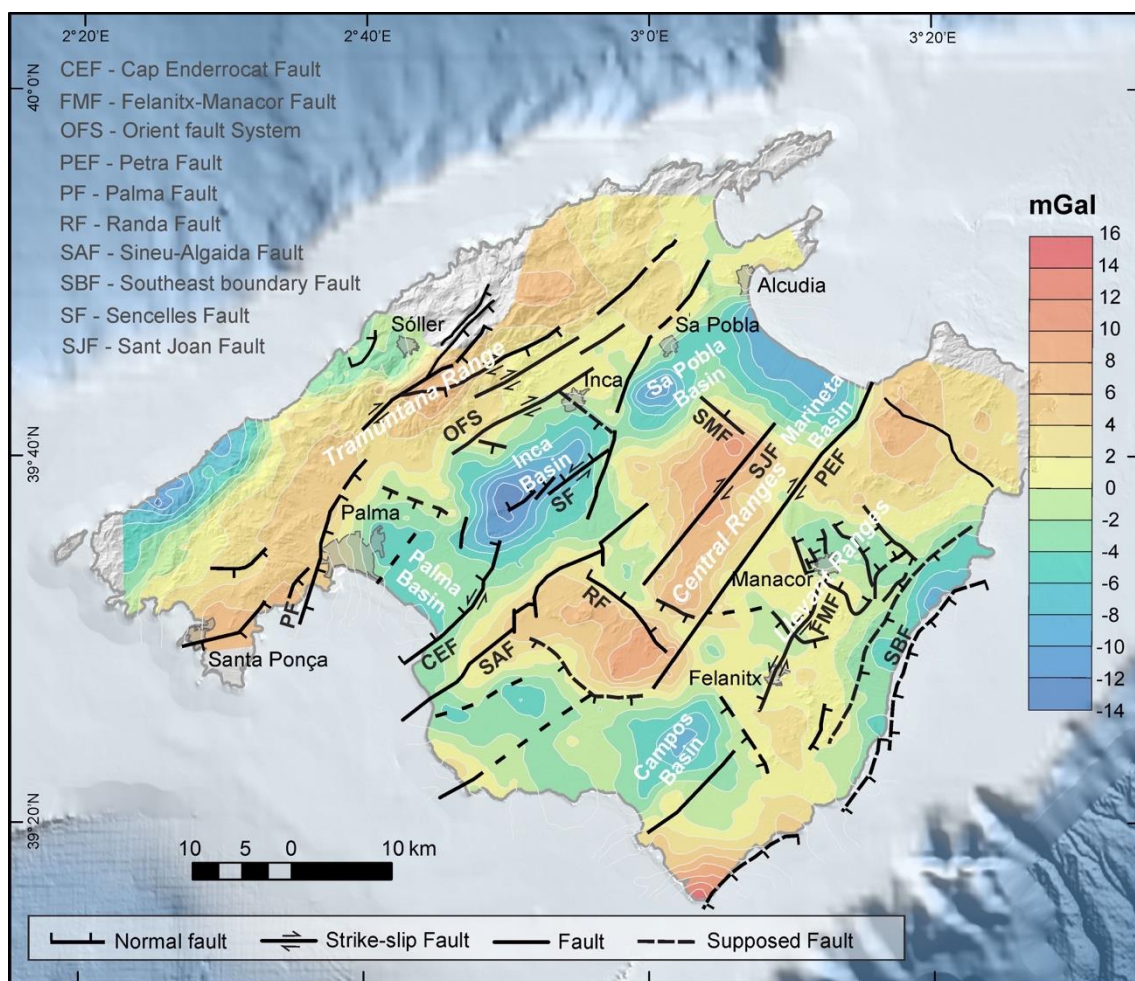 2°20'E 2°40'E 3°0'E 3°20'E
40°0'N
39°40'N
39°20'N
CEF - Cap Enderrocat Fault
FMF - Felanitx-Manacor Fault
OFS - Orient fault System
PEF - Petra Fault
PF - Palma Fault
RF - Randa Fault
SAF - Sineu-Algaida Fault
SBF - Southeast boundary Fault
SF - Sencelles Fault
SJF - Sant Joan Fault
mGal
16
14
12
10
8
6
4
2
0
-2
-4
-6
-8
-10
-12
-14
Alcudia
Sóller
Sa Pobla
Sa Pobla
Basin
Tramuntana Range
Inca
Marineta
Basin
OFS
SMF
SJF
PEF
Inca
Basin
SF
Central Ranges
Palma
Palma
Basin
Manacor
Llevant Ranges
FMF
PF
RF
SBF
CEF
SAF
Santa Ponça
Felanitx
Campos
Basin
10 5 0 10 km
Normal fault Strike-slip Fault Fault Supposed Fault